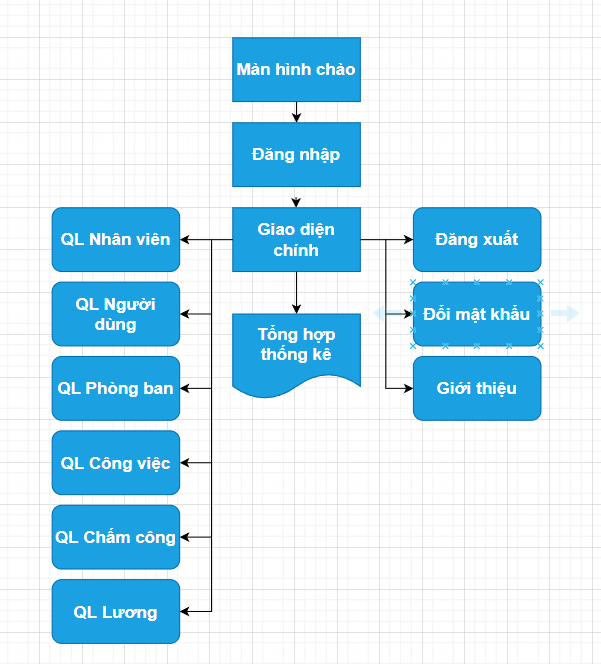 Màn hình chào
Đăng nhập
Giao diện
chính
QL Nhân viên
Đăng xuất
QL Người
dùng
Đổi mật khẩu
Tổng hợp
thống kê
QL Phòng ban
Giới thiệu
QL Công việc
QL Chấm công
QL Lương